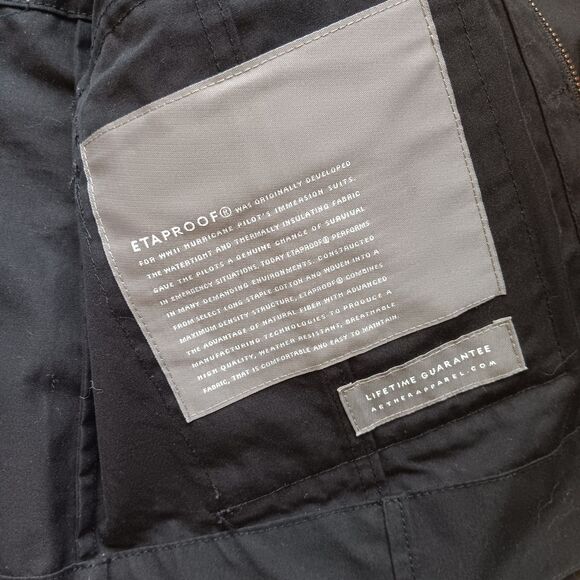 ETAPROOF® WAS ORIGINALLY DEVELOPED
FOR WWII HURRICANE PILOT'S IMMERSION SUITS.
THE WATERTIGHT AND THERMALLY INSULATING FABRIC
GAVE THE PILOTS A GENUINE CHANGE OF SURVIVAL
IN EMERGENCY SITUATIONS. TODAY ETAPROOF® PERFORMS
IN MANY DEMANDING ENVIRONMENTS. CONSTRUCTED
FROM SELECT LONG STAPLE COTTON AND WOVEN INTO A
MAXIMUM DENSITY STRUCTURE, ETAPROOF® COMBINES
THE ADVANTAGE OF NATURAL FIBER WITH ADVANCED
MANUFACTURING TECHNOLOGIES TO PRODUCE A
HIGH QUALITY, WEATHER RESISTANT, BREATHABLE
FABRIC, THAT IS COMFORTABLE AND EASY TO MAINTAIN.
LIFETIME GUARANTEE
AETHERAPPAREL.COM